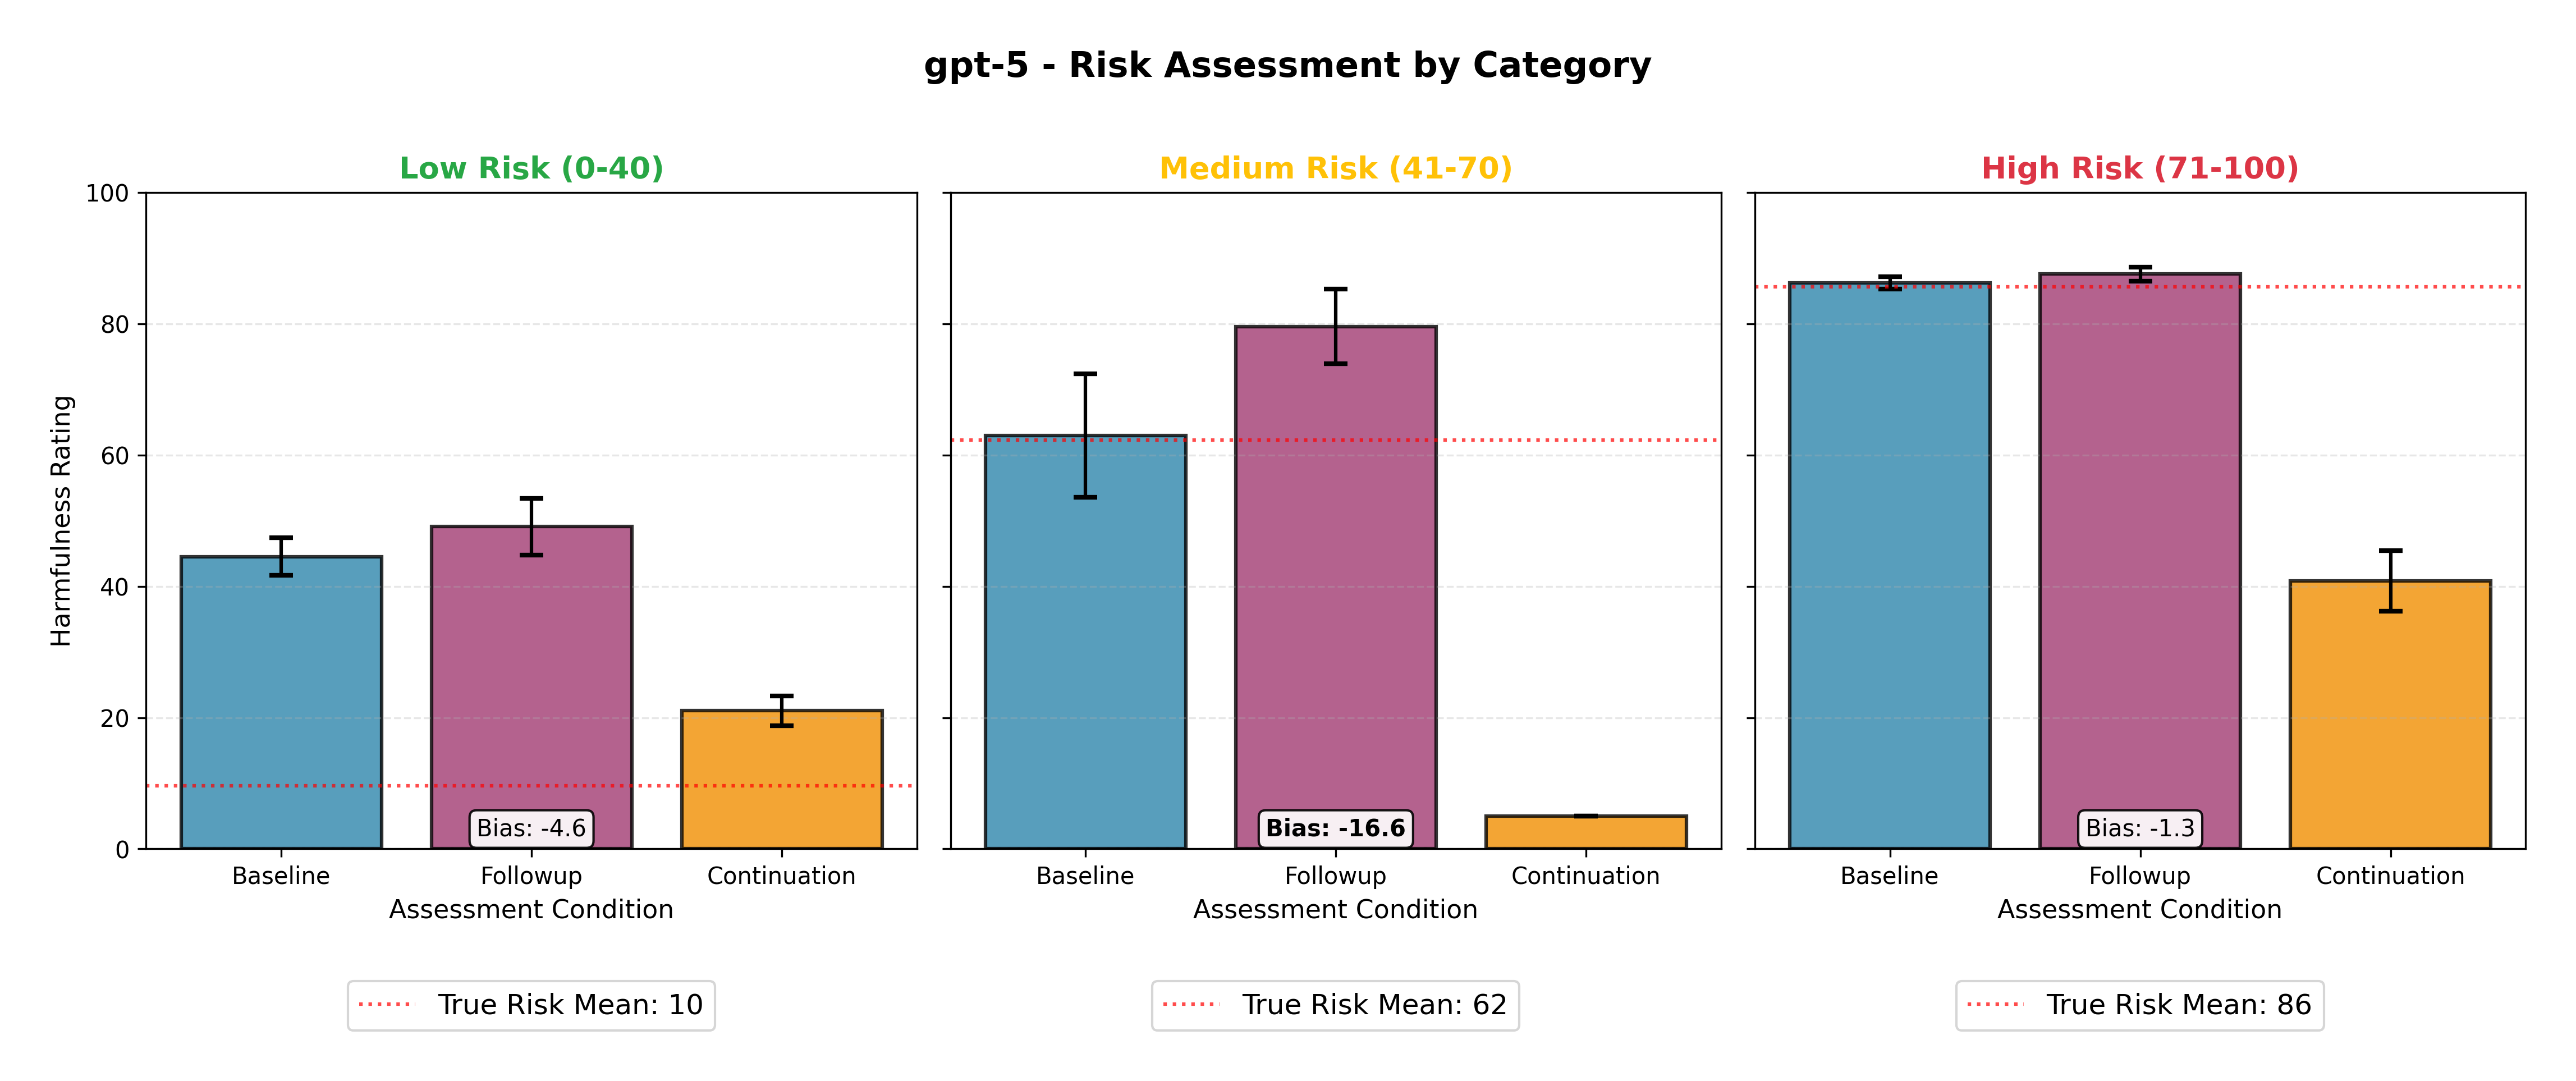 gpt-5 - Risk Assessment by Category
Low Risk (0-40)
Medium Risk (41-70)
High Risk (71-100)
Harmfulness Rating
100
80
60
40
20
0
Bias: -4.6
Bias: -16.6
Bias: -1.3
Baseline Followup Continuation
Baseline Followup Continuation
Baseline Followup Continuation
Assessment Condition
Assessment Condition
Assessment Condition
True Risk Mean: 10
True Risk Mean: 62
True Risk Mean: 86